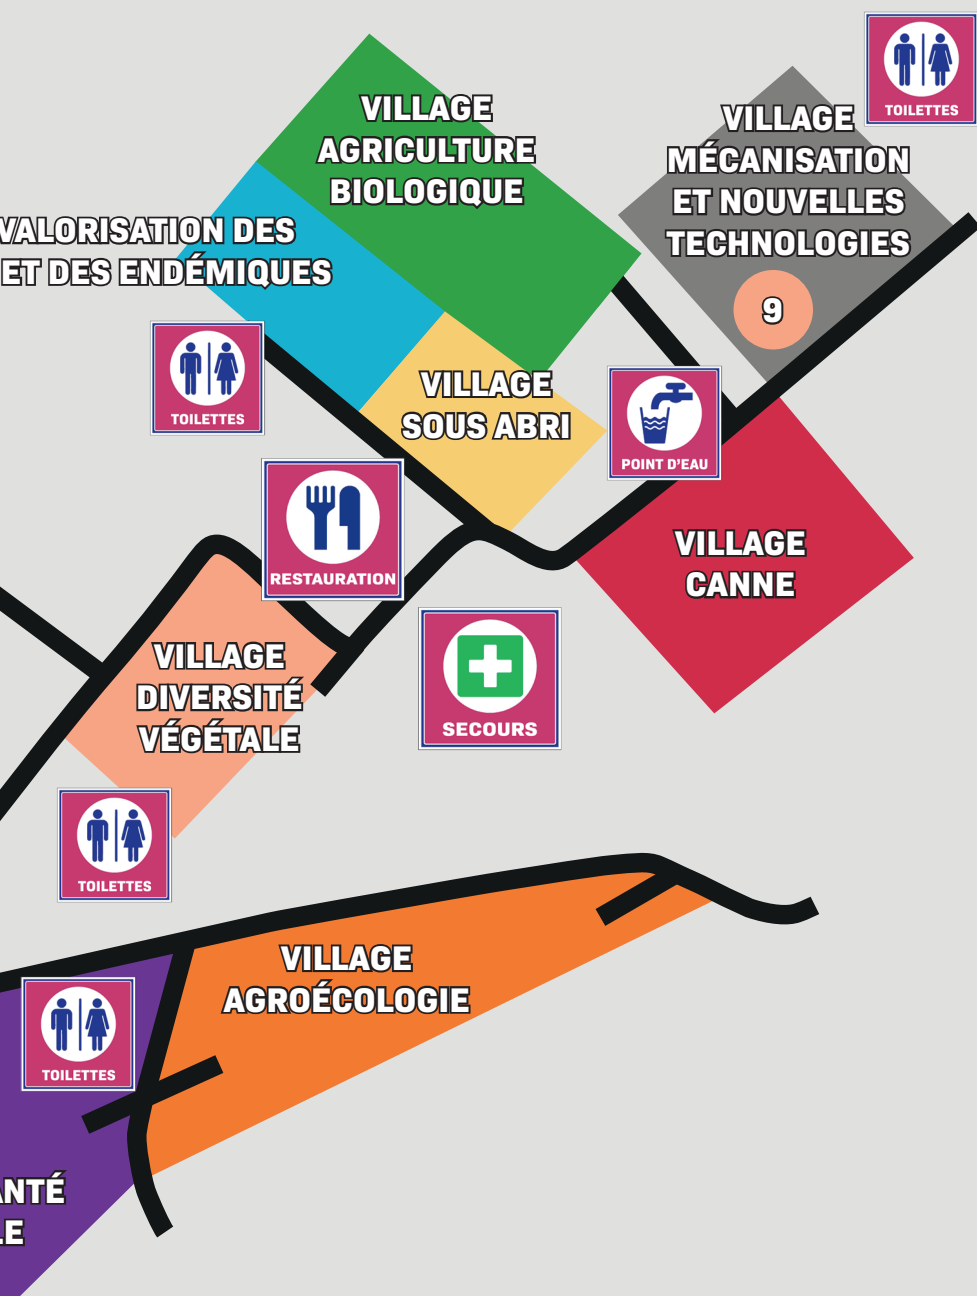 TOILETTES
VILLAGE
AGRICULTURE
BIOLOGIQUE
VILLAGE
MÉCANISATION
ET NOUVELLES
TECHNOLOGIES
9
VALORISATION DES
ET DES ENDÉMIQUES
TOILETTES
VILLAGE
SOUS ABRI
POINT D'EAU
RESTAURATION
VILLAGE
CANNE
VILLAGE
DIVERSITÉ
VÉGÉTALE
SECOURS
TOILETTES
VILLAGE
AGROÉCOLOGIE
TOILETTES
ANTÉ
LE